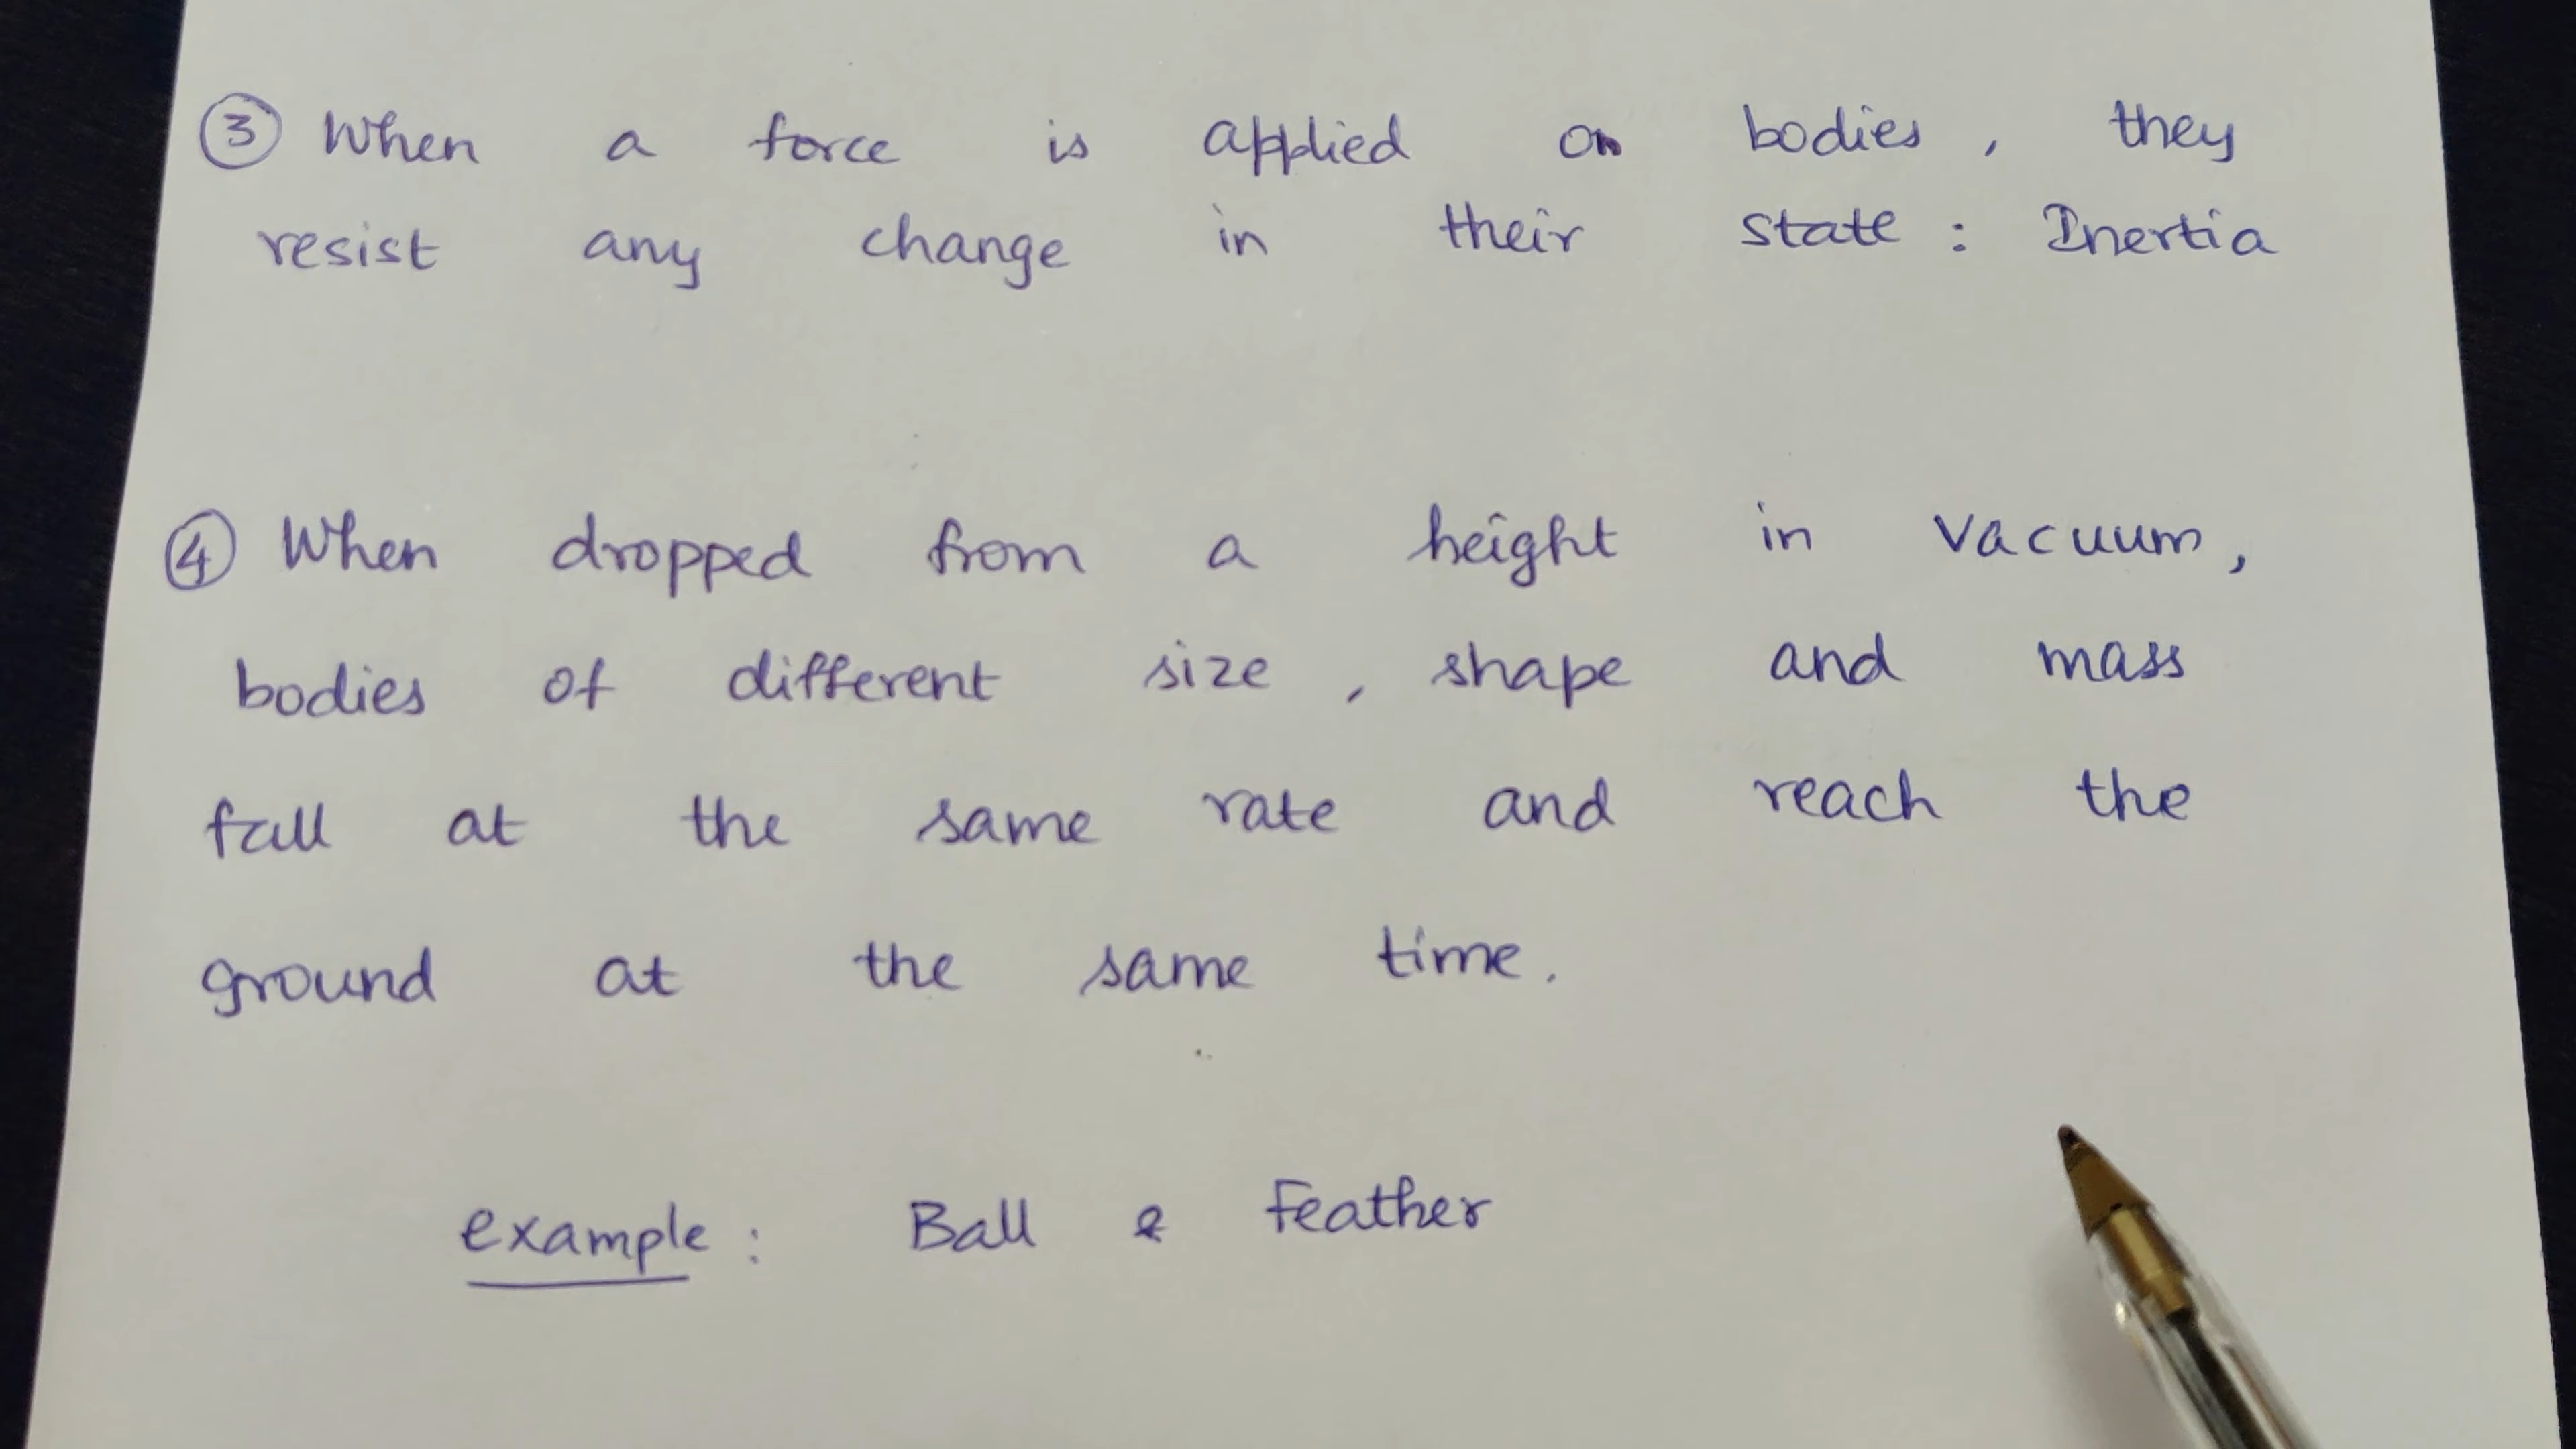 ③ When a force is applied on bodies, they
resist any change in their state : Inertia
④ When dropped from a height in vacuum,
bodies of different size, shape and mass
fall at the same rate and reach the
ground at the same time.
example : Ball & Feather